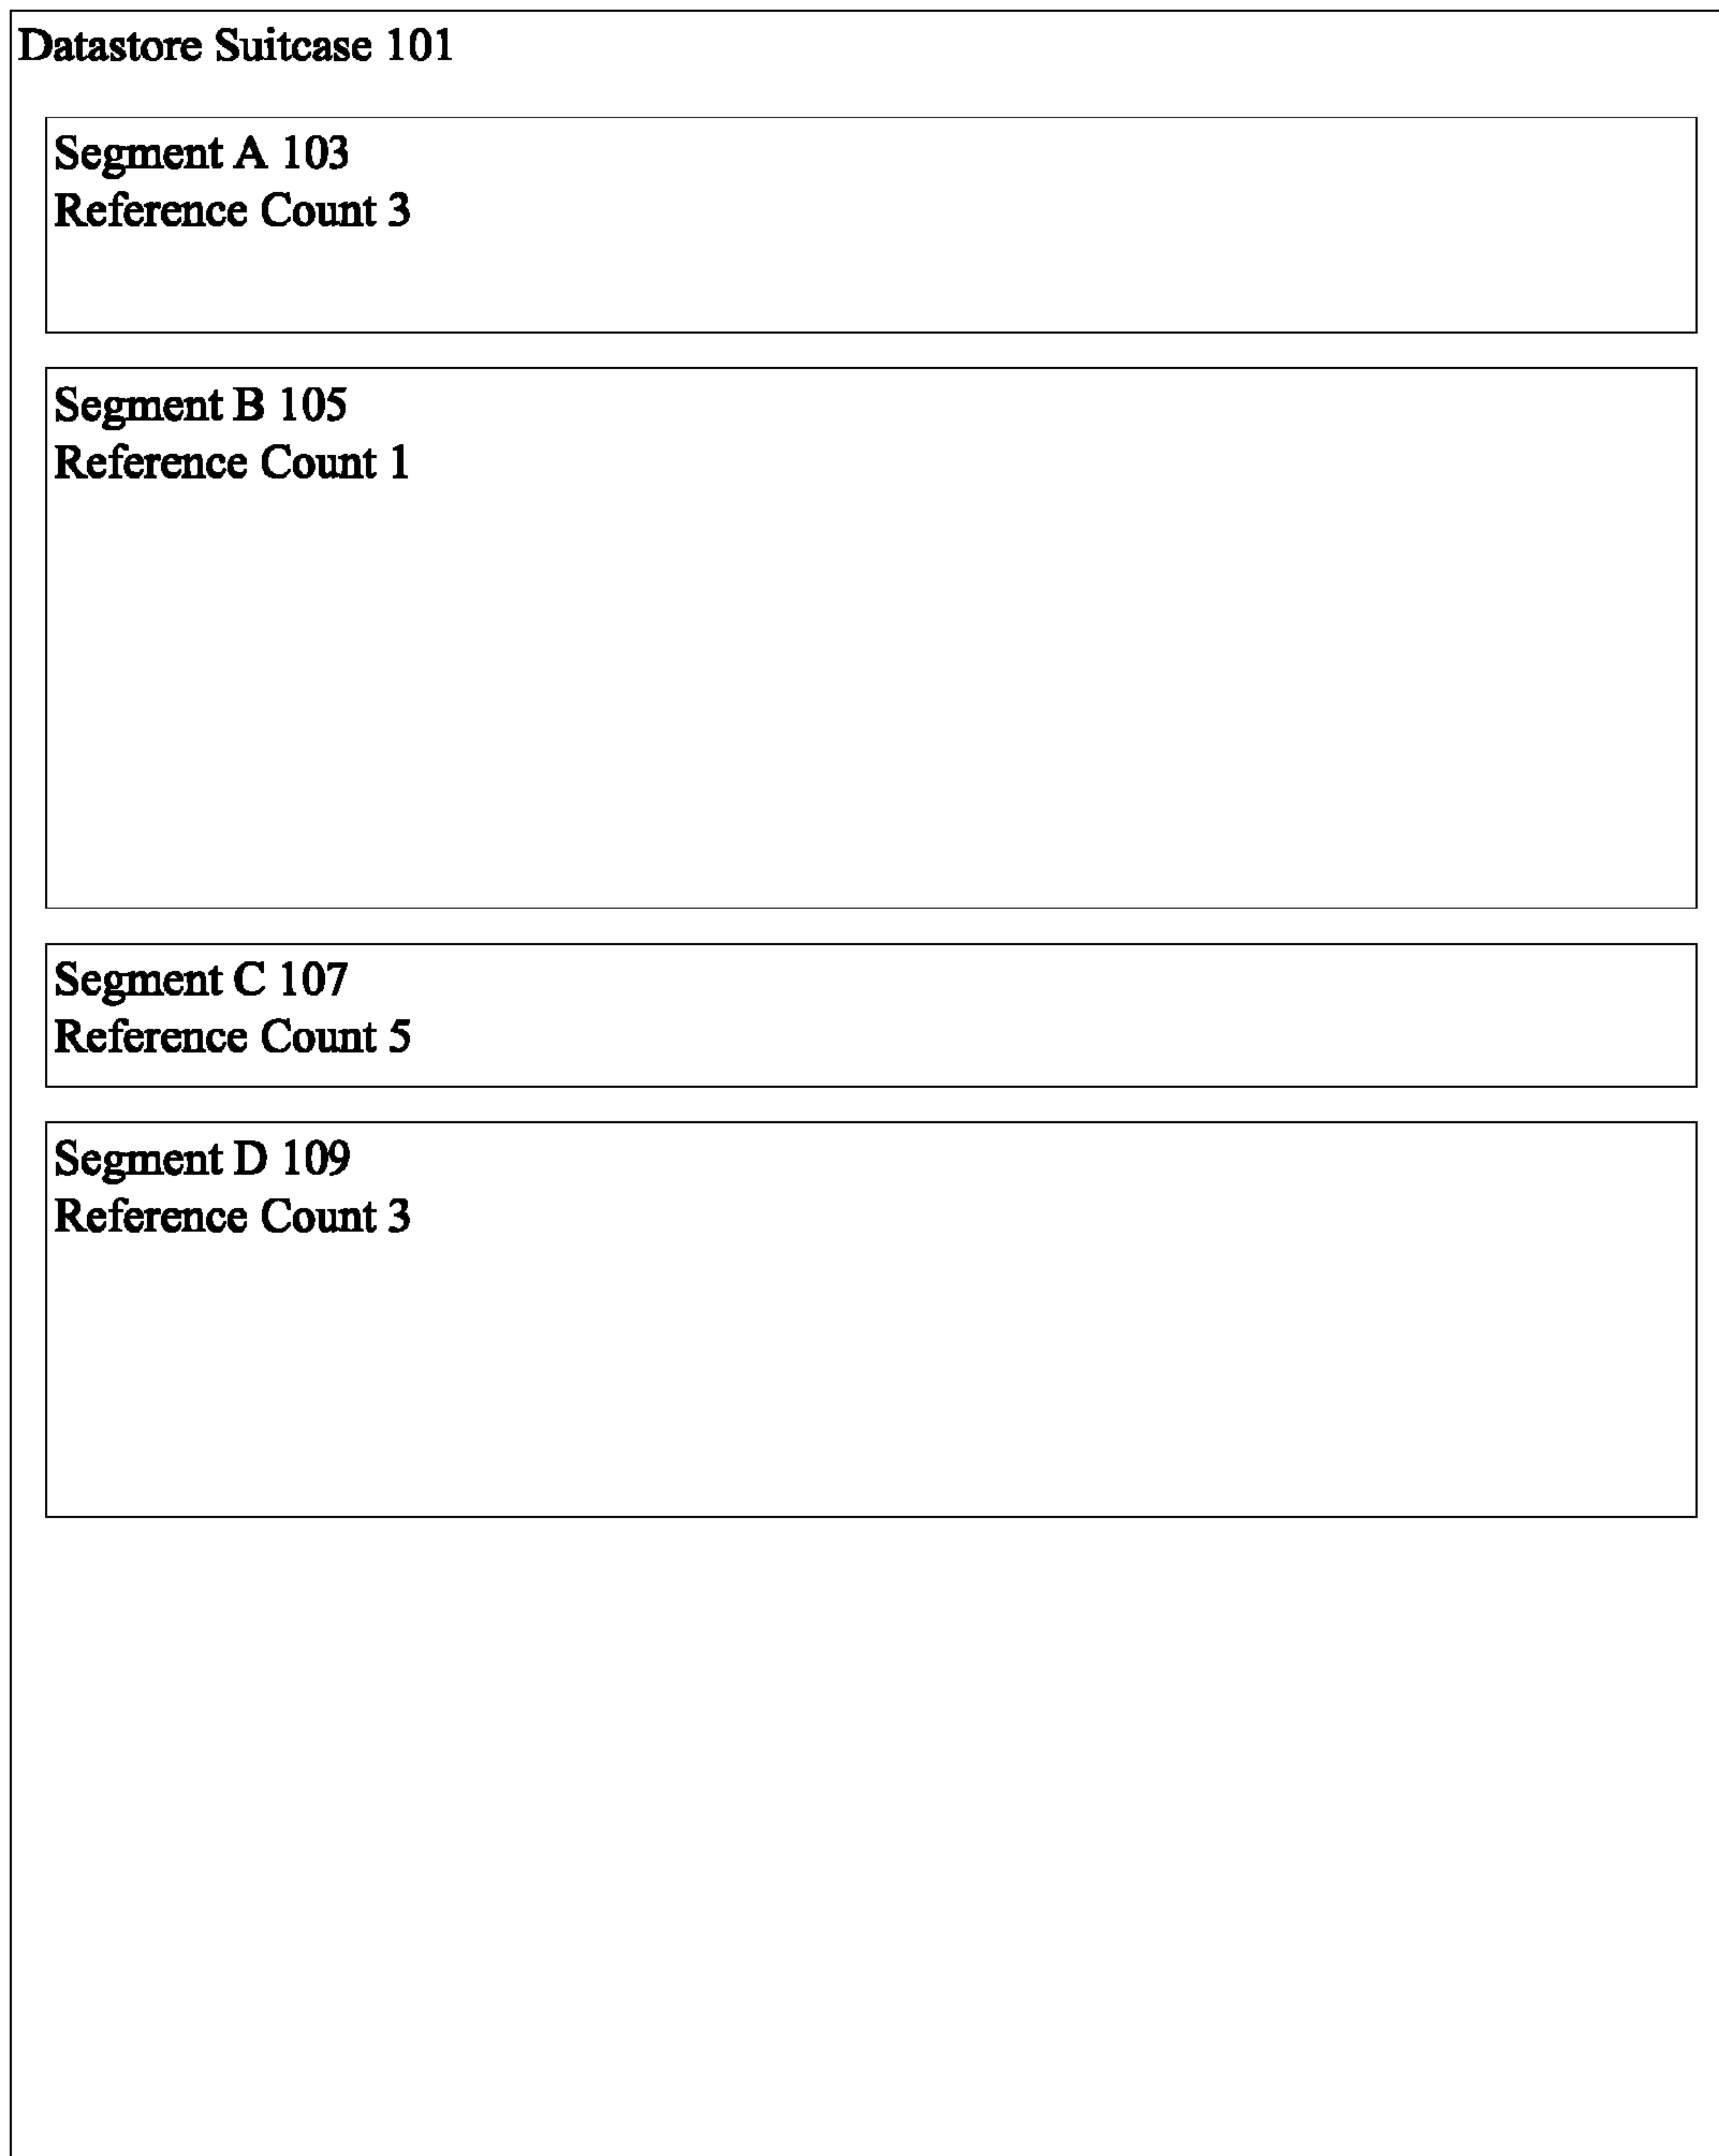 Datastore Suitcase 101
Segment A 103
Reference Count 3
Segment B 105
Reference Count 1
Segment C 107
Reference Count 5
Segment D 109
Reference Count 3